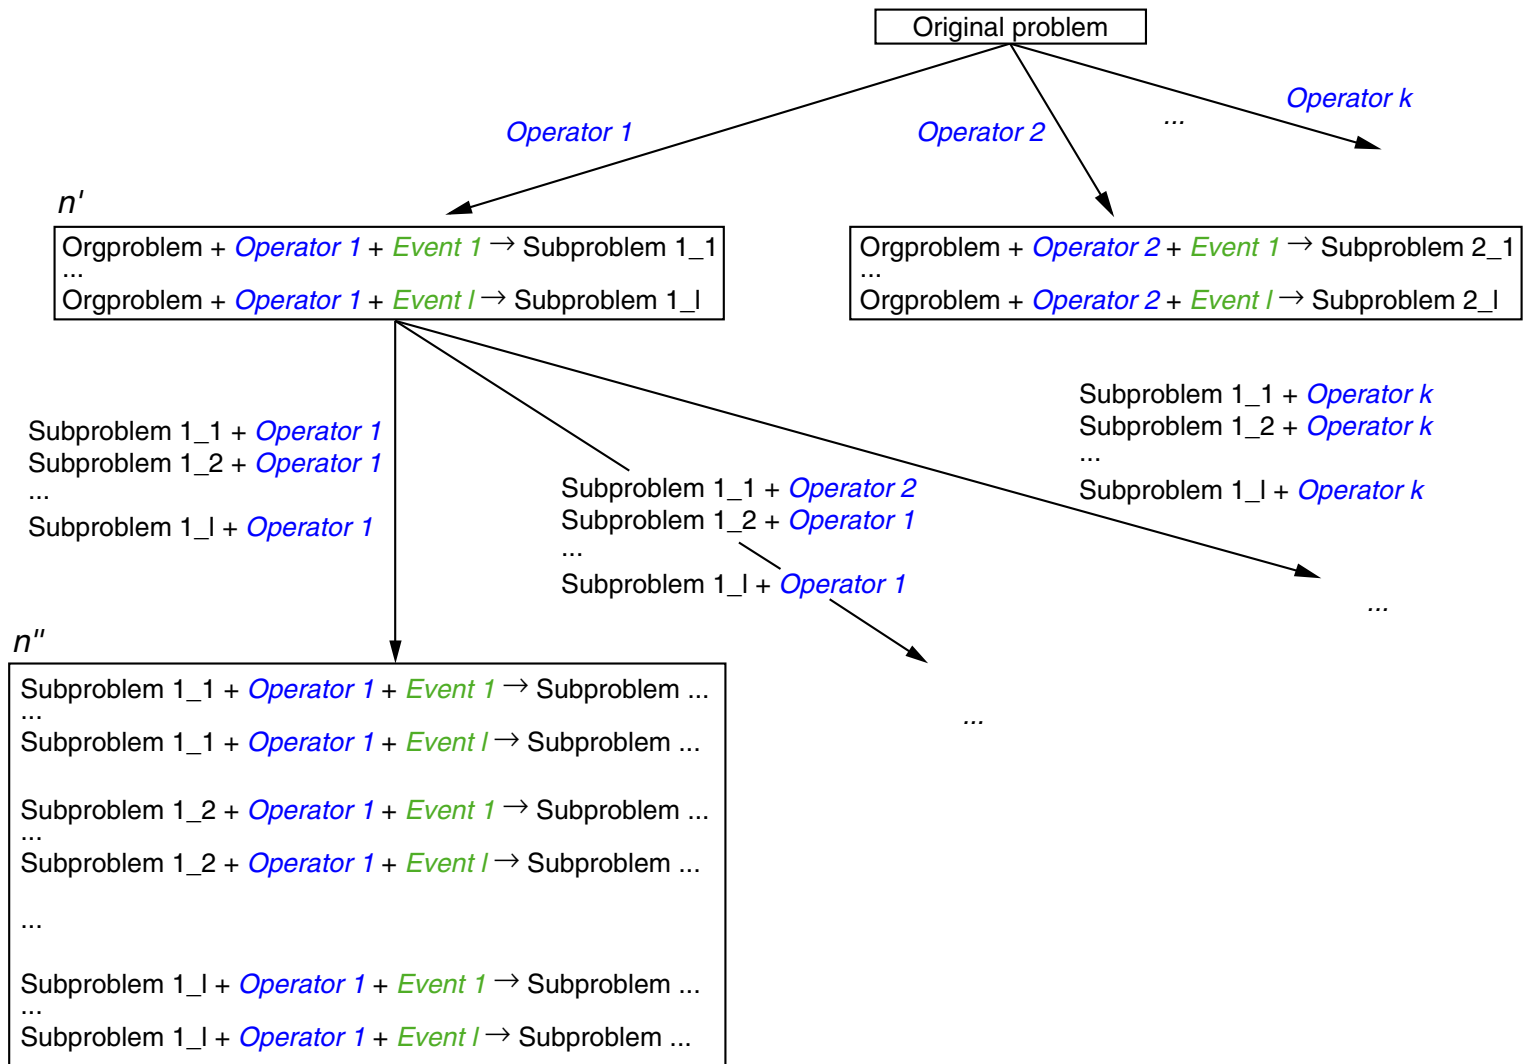 Original problem
Operator 1
Operator 2
...
Operator k
n'
Orgproblem + Operator 1 + Event 1 → Subproblem 1_1
...
Orgproblem + Operator 1 + Event l → Subproblem 1_l
Orgproblem + Operator 2 + Event 1 → Subproblem 2_1
...
Orgproblem + Operator 2 + Event l → Subproblem 2_l
Subproblem 1_1 + Operator 1
Subproblem 1_2 + Operator 1
...
Subproblem 1_l + Operator 1
Subproblem 1_1 + Operator 2
Subproblem 1_2 + Operator 1
...
Subproblem 1_l + Operator 1
Subproblem 1_1 + Operator k
Subproblem 1_2 + Operator k
...
Subproblem 1_l + Operator k
...
...
n''
Subproblem 1_1 + Operator 1 + Event 1 → Subproblem ...
...
Subproblem 1_1 + Operator 1 + Event l → Subproblem ...
Subproblem 1_2 + Operator 1 + Event 1 → Subproblem ...
...
Subproblem 1_2 + Operator 1 + Event l → Subproblem ...
...
Subproblem 1_l + Operator 1 + Event 1 → Subproblem ...
...
Subproblem 1_l + Operator 1 + Event l → Subproblem ...